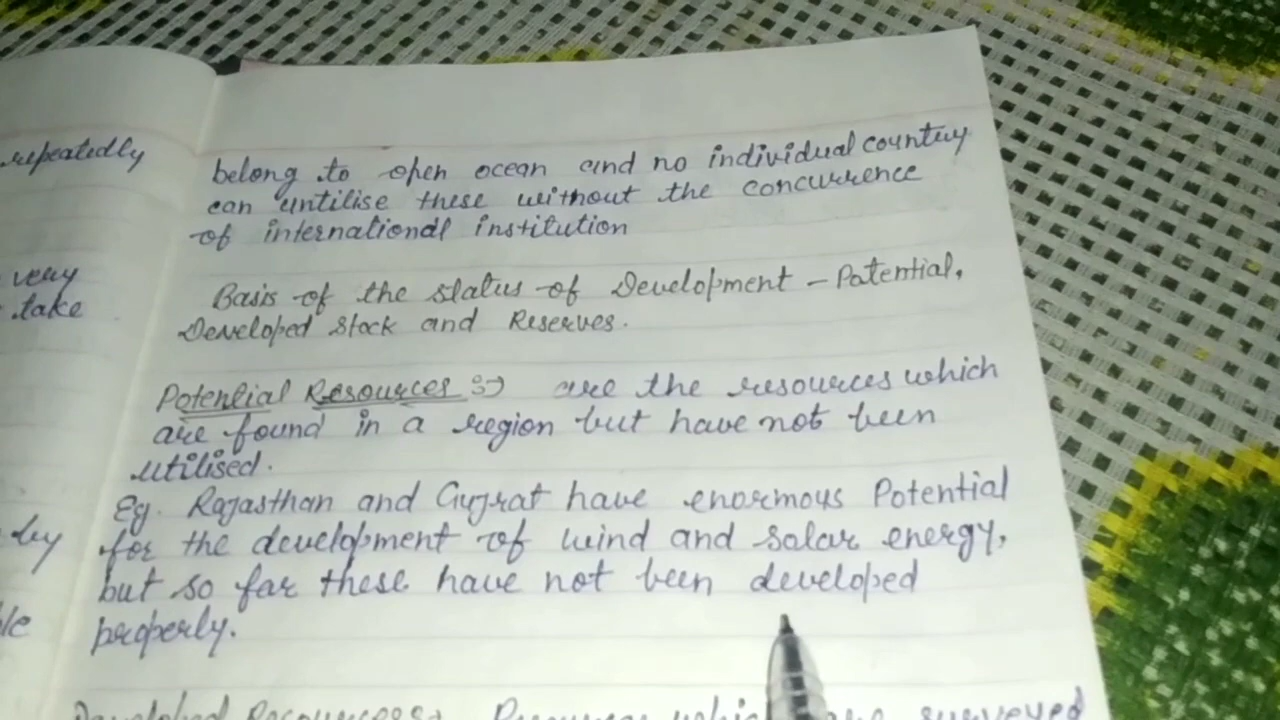 repeatedly
very
take
by
le
belong to open ocean and no individual country
can untilise these without the concurrence
of international institution
Basis of the status of Development - Potential,
Developed Stock and Reserves.
Potential Resources :→ are the resources which
are found in a region but have not been
utilised.
Eg. Rajasthan and Gujrat have enormous Potential
for the development of wind and Solar energy,
but so far these have not been developed
properly.
Developed Resources surveyed